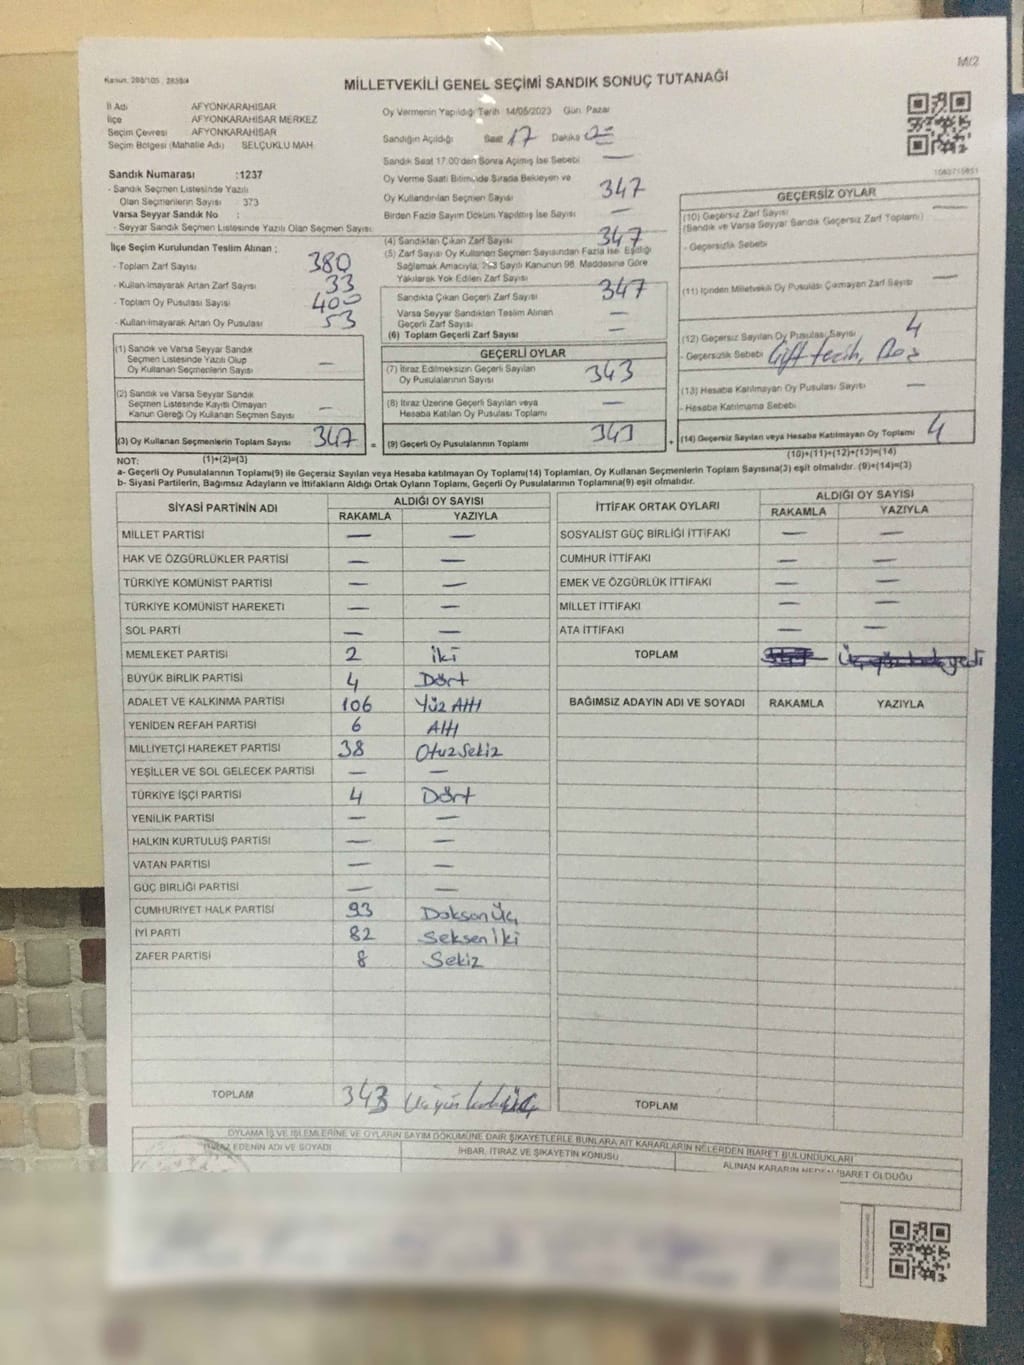 M/2
MİLLETVEKİLİ GENEL SEÇİMİ SANDIK SONUÇ TUTANAĞI
İl Adı AFYONKARAHİSAR
İlçe AFYONKARAHİSAR MERKEZ
Seçim Çevresi AFYONKARAHİSAR
Seçim Bölgesi (Mahalle Adı) SELÇUKLU MAH
Sandık Numarası :1237
- Sandık Seçmen Listesinde Yazılı
Olan Seçmenlerin Sayısı 373
Varsa Seyyar Sandık No :
- Seyyar Sandık Seçmen Listesinde Yazılı Olan Seçmen Sayısı:
Oy Vermenin Yapıldığı Tarih 14/05/2023 Gün Pazar
Sandığın Açıldığı Saat 17 Dakika
Sandık Saat 17.00'den Sonra Açılmış İse Sebebi —
Oy Verme Saati Bitiminde Sırada Bekleyen ve
Oy Kullandırılan Seçmen Sayısı 347
Birden Fazla Sayım Döküm Yapılmış İse Sayısı —
İlçe Seçim Kurulundan Teslim Alınan ;
- Toplam Zarf Sayısı 380
- Kullanılmayarak Artan Zarf Sayısı 33
- Toplam Oy Pusulası Sayısı 400
- Kullanılmayarak Artan Oy Pusulası 53
(4) Sandıktan Çıkan Zarf Sayısı 347
(5) Zarf Sayısı Oy Kullanan Seçmen Sayısından Fazla İse, Eşitliği
Sağlamak Amacıyla, 298 Sayılı Kanunun 98. Maddesine Göre
Yakılarak Yok Edilen Zarf Sayısı
Sandıkta Çıkan Geçerli Zarf Sayısı 347
Varsa Seyyar Sandıktan Teslim Alınan
Geçerli Zarf Sayısı —
(6) Toplam Geçerli Zarf Sayısı —
(1) Sandık ve Varsa Seyyar Sandık
Seçmen Listesinde Yazılı Olup
Oy Kullanan Seçmenlerin Sayısı —
(2) Sandık ve Varsa Seyyar Sandık
Seçmen Listesinde Kayıtlı Olmayan
Kanun Gereği Oy Kullanan Seçmen Sayısı —
(3) Oy Kullanan Seçmenlerin Toplam Sayısı 347 =
GEÇERLİ OYLAR
(7) İtiraz Edilmeksizin Geçerli Sayılan
Oy Pusulalarının Sayısı 343
(8) İtiraz Üzerine Geçerli Sayılan veya
Hesaba Katılan Oy Pusulası Toplamı —
(9) Geçerli Oy Pusulalarının Toplamı 343 +
GEÇERSİZ OYLAR
(10) Geçersiz Zarf Sayısı —
(Sandık ve Varsa Seyyar Sandık Geçersiz Zarf Toplamı)
- Geçersizlik Sebebi
(11) İçinden Milletvekili Oy Pusulası Çıkmayan Zarf Sayısı —
(12) Geçersiz Sayılan Oy Pusulası Sayısı 4
- Geçersizlik Sebebi Çift tercih, Boş
(13) Hesaba Katılmayan Oy Pusulası Sayısı —
- Hesaba Katılmama Sebebi
(14) Geçersiz Sayılan veya Hesaba Katılmayan Oy Toplamı 4
NOT: (1)+(2)=(3) (10)+(11)+(12)+(13)=(14)
a- Geçerli Oy Pusulalarının Toplamı(9) ile Geçersiz Sayılan veya Hesaba katılmayan Oy Toplamı(14) Toplamları, Oy Kullanan Seçmenlerin Toplam Sayısına(3) eşit olmalıdır. (9)+(14)=(3)
b- Siyasi Partilerin, Bağımsız Adayların ve İttifakların Aldığı Ortak Oyların Toplamı, Geçerli Oy Pusulalarının Toplamına(9) eşit olmalıdır.
SİYASİ PARTİNİN ADI ALDIĞI OY SAYISI
RAKAMLA YAZIYLA
MİLLET PARTİSİ — —
HAK VE ÖZGÜRLÜKLER PARTİSİ — —
TÜRKİYE KOMÜNİST PARTİSİ — —
TÜRKİYE KOMÜNİST HAREKETİ — —
SOL PARTİ — —
MEMLEKET PARTİSİ 2 iki
BÜYÜK BİRLİK PARTİSİ 4 Dört
ADALET VE KALKINMA PARTİSİ 106 Yüz Altı
YENİDEN REFAH PARTİSİ 6 Altı
MİLLİYETÇİ HAREKET PARTİSİ 38 Otuz Sekiz
YEŞİLLER VE SOL GELECEK PARTİSİ — —
TÜRKİYE İŞÇİ PARTİSİ 4 Dört
YENİLİK PARTİSİ — —
HALKIN KURTULUŞ PARTİSİ — —
VATAN PARTİSİ — —
GÜÇ BİRLİĞİ PARTİSİ — —
CUMHURİYET HALK PARTİSİ 93 Doksan Üç
İYİ PARTİ 82 Seksen İki
ZAFER PARTİSİ 8 Sekiz
TOPLAM 343
İTTİFAK ORTAK OYLARI ALDIĞI OY SAYISI
RAKAMLA YAZIYLA
SOSYALİST GÜÇ BİRLİĞİ İTTİFAKI — —
CUMHUR İTTİFAKI — —
EMEK VE ÖZGÜRLÜK İTTİFAKI — —
MİLLET İTTİFAKI — —
ATA İTTİFAKI — —
TOPLAM
BAĞIMSIZ ADAYIN ADI VE SOYADI RAKAMLA YAZIYLA
TOPLAM
OYLAMA İŞ VE İŞLEMLERİNE VE OYLARIN SAYIM DÖKÜMÜNE DAİR ŞİKAYETLERLE BUNLARA AİT KARARLARIN NELERDEN İBARET BULUNDUKLARI
İTİRAZ EDENİN ADI VE SOYADI İHBAR, İTİRAZ VE ŞİKAYETİN KONUSU ALINAN KARARIN NEDEN İBARET OLDUĞU